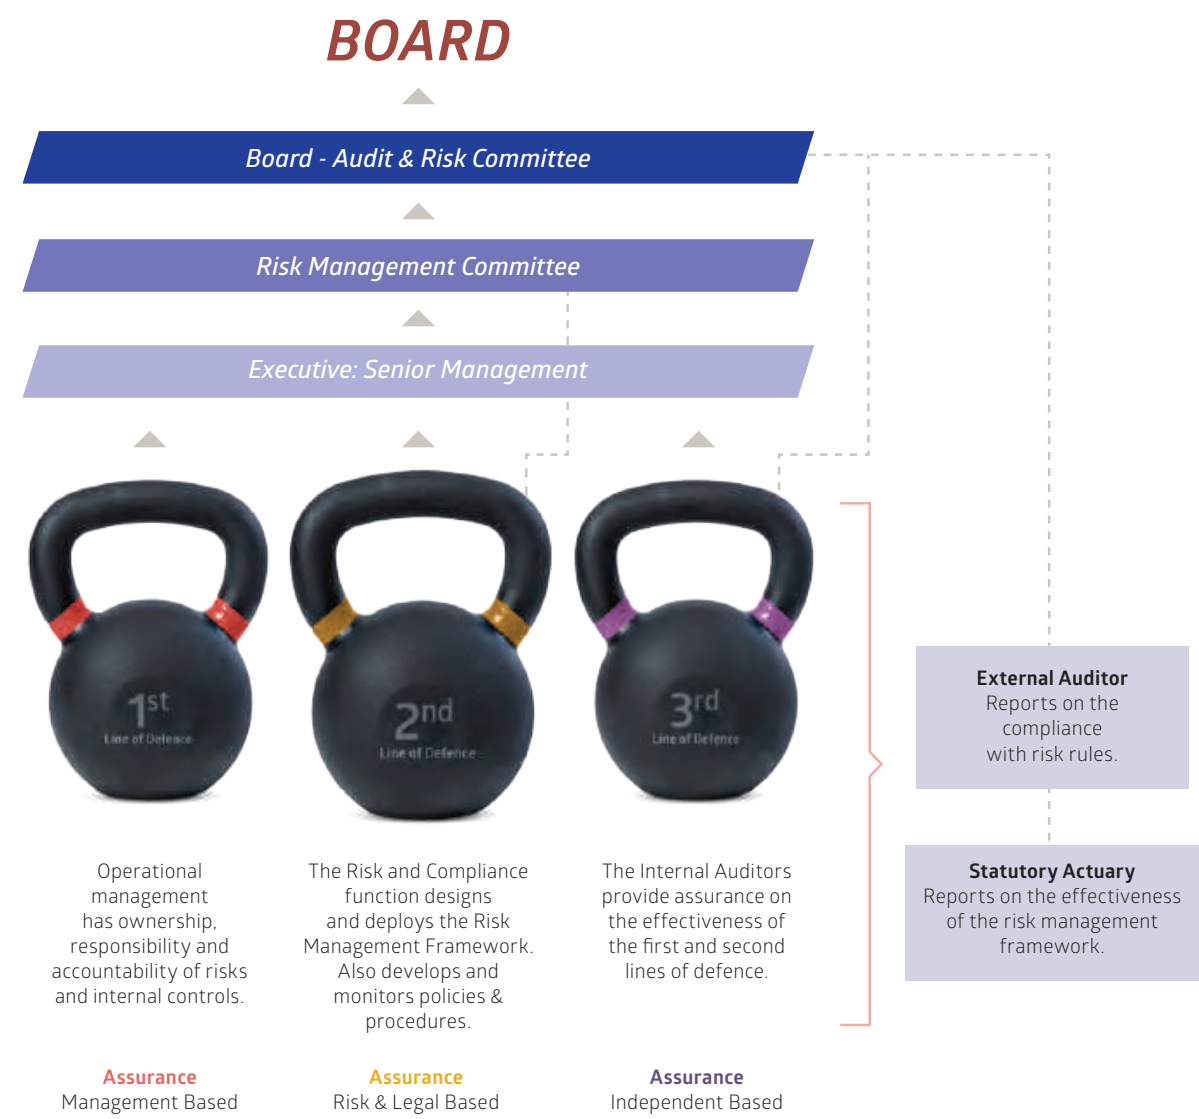 BOARD
Board - Audit & Risk Committee
Risk Management Committee
Executive: Senior Management
1st
Line of Defence
2nd
Line of Defence
3rd
Line of Defence
Operational
management
has ownership,
responsibility and
accountability of risks
and internal controls.
Assurance
Management Based
The Risk and Compliance
function designs
and deploys the Risk
Management Framework.
Also develops and
monitors policies &
procedures.
Assurance
Risk & Legal Based
The Internal Auditors
provide assurance on
the effectiveness of
the first and second
lines of defence.
Assurance
Independent Based
External Auditor
Reports on the
compliance
with risk rules.
Statutory Actuary
Reports on the effectiveness
of the risk management
framework.